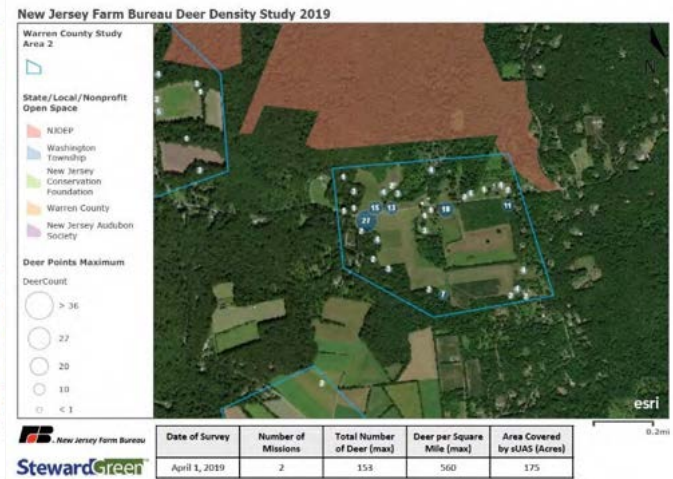 New Jersey Farm Bureau Deer Density Study 2019
Warren County Study
Area 2
State/Local/Nonprofit
Open Space
NJDEP
Washington
Township
New Jersey
Conservation
Foundation
Warren County
New Jersey Audubon
Society
Deer Points Maximum
DeerCount
> 36
27
20
10
< 1
N
15
13
27
18
11
7
esri
0.2mi
New Jersey Farm Bureau
StewardGreen
Date of Survey
Number of
Missions
Total Number
of Deer (max)
Deer per Square
Mile (max)
Area Covered
by sUAS (Acres)
April 1, 2019
2
153
560
175